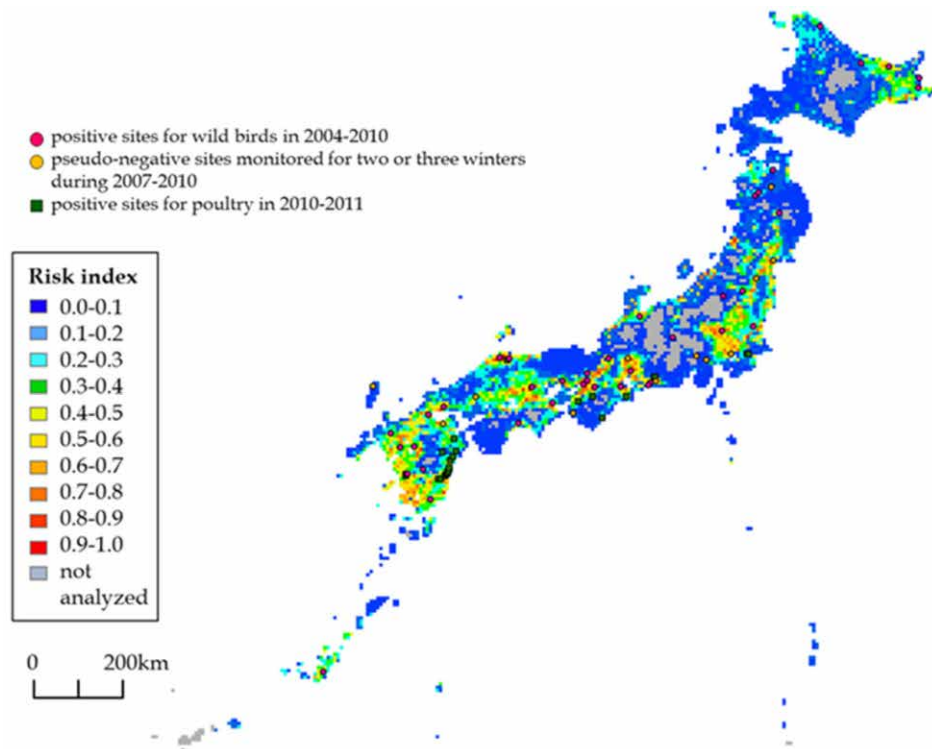 positive sites for wild birds in 2004-2010
pseudo-negative sites monitored for two or three winters
during 2007-2010
positive sites for poultry in 2010-2011
Risk index
0.0-0.1
0.1-0.2
0.2-0.3
0.3-0.4
0.4-0.5
0.5-0.6
0.6-0.7
0.7-0.8
0.8-0.9
0.9-1.0
not
analyzed
0 200km